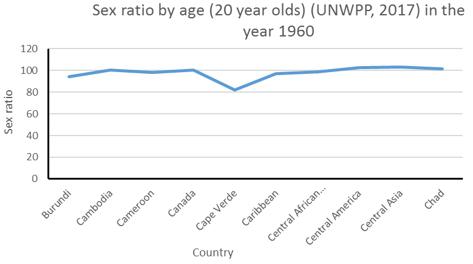 Sex ratio by age (20 year olds) (UNWPP, 2017) in the
year 1960
120
100
80
60
40
20
0
Sex ratio
Burundi
Cambodia
Cameroon
Canada
Cape Verde
Caribbean
Central African...
Central America
Central Asia
Chad
Country